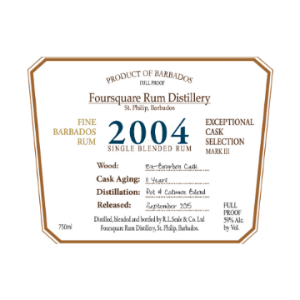 PRODUCT OF BARBADOS
FULL PROOF
Foursquare Rum Distillery
St. Philip, Barbados
FINE BARBADOS RUM
2004
SINGLE BLENDED RUM
EXCEPTIONAL CASK SELECTION
MARK III
Wood: Ex-Bourbon Cask
Cask Aging: 11 Years
Distillation: Pot & Column Blend
Released: September 2015
750ml
Distilled, blended and bottled by R.L. Seale & Co. Ltd
Foursquare Rum Distillery, St. Philip, Barbados.
FULL PROOF
59% Alc. by Vol.